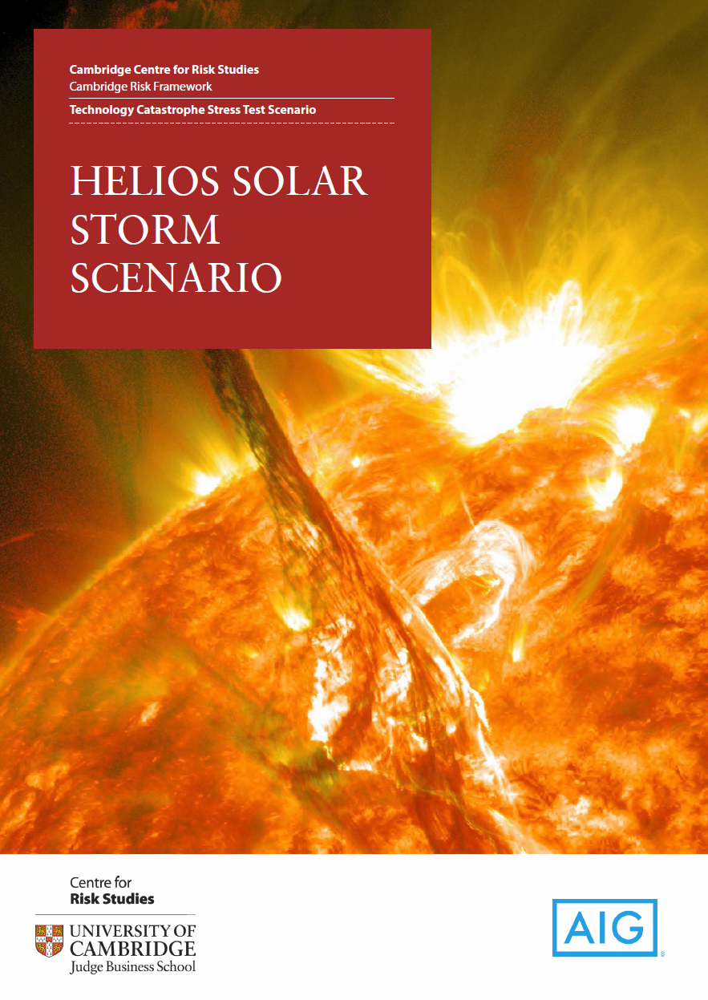 Cambridge Centre for Risk Studies
Cambridge Risk Framework
Technology Catastrophe Stress Test Scenario
HELIOS SOLAR
STORM
SCENARIO
Centre for
Risk Studies
UNIVERSITY OF
CAMBRIDGE
Judge Business School
AIG
®